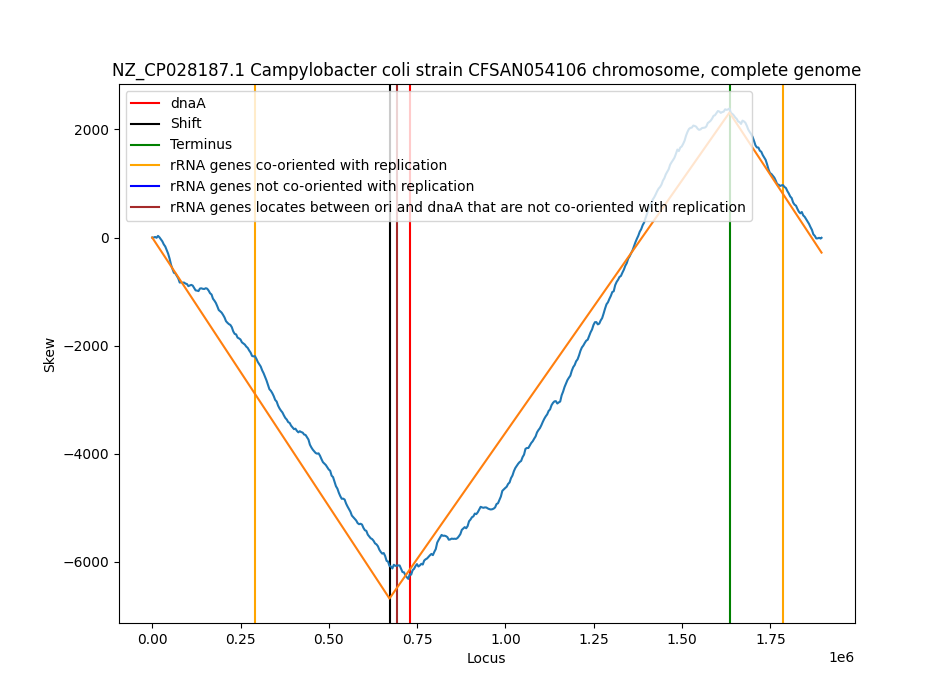 NZ_CP028187.1 Campylobacter coli strain CFSAN054106 chromosome, complete genome
dnaA
Shift
Terminus
rRNA genes co-oriented with replication
rRNA genes not co-oriented with replication
rRNA genes locates between ori and dnaA that are not co-oriented with replication
2000
0
−2000
−4000
−6000
Skew
0.00 0.25 0.50 0.75 1.00 1.25 1.50 1.75
1e6
Locus